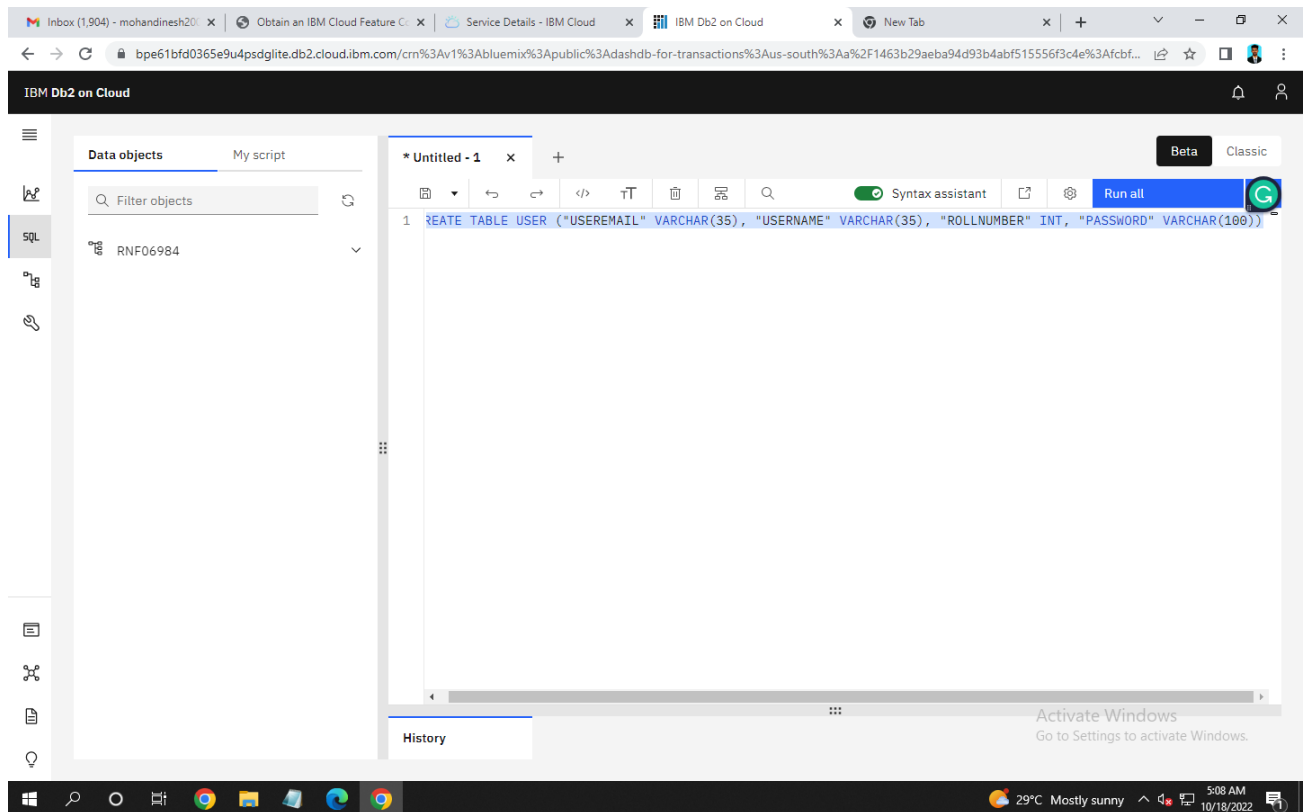 Inbox (1,904) - mohandinesh20
Obtain an IBM Cloud Feature Co
Service Details - IBM Cloud
IBM Db2 on Cloud
New Tab
bpe61bfd0365e9u4psdglite.db2.cloud.ibm.com/crn%3Av1%3Abluemix%3Apublic%3Adashdb-for-transactions%3Aus-south%3Aa%2F1463b29aeba94d93b4abf515556f3c4e%3Afcbf...
IBM Db2 on Cloud
Data objects
My script
* Untitled - 1
Beta
Classic
Filter objects
Syntax assistant
Run all
SQL
RNF06984
1 REATE TABLE USER ("USEREMAIL" VARCHAR(35), "USERNAME" VARCHAR(35), "ROLLNUMBER" INT, "PASSWORD" VARCHAR(100))
History
Activate Windows
Go to Settings to activate Windows.
29°C Mostly sunny
5:08 AM
10/18/2022
1